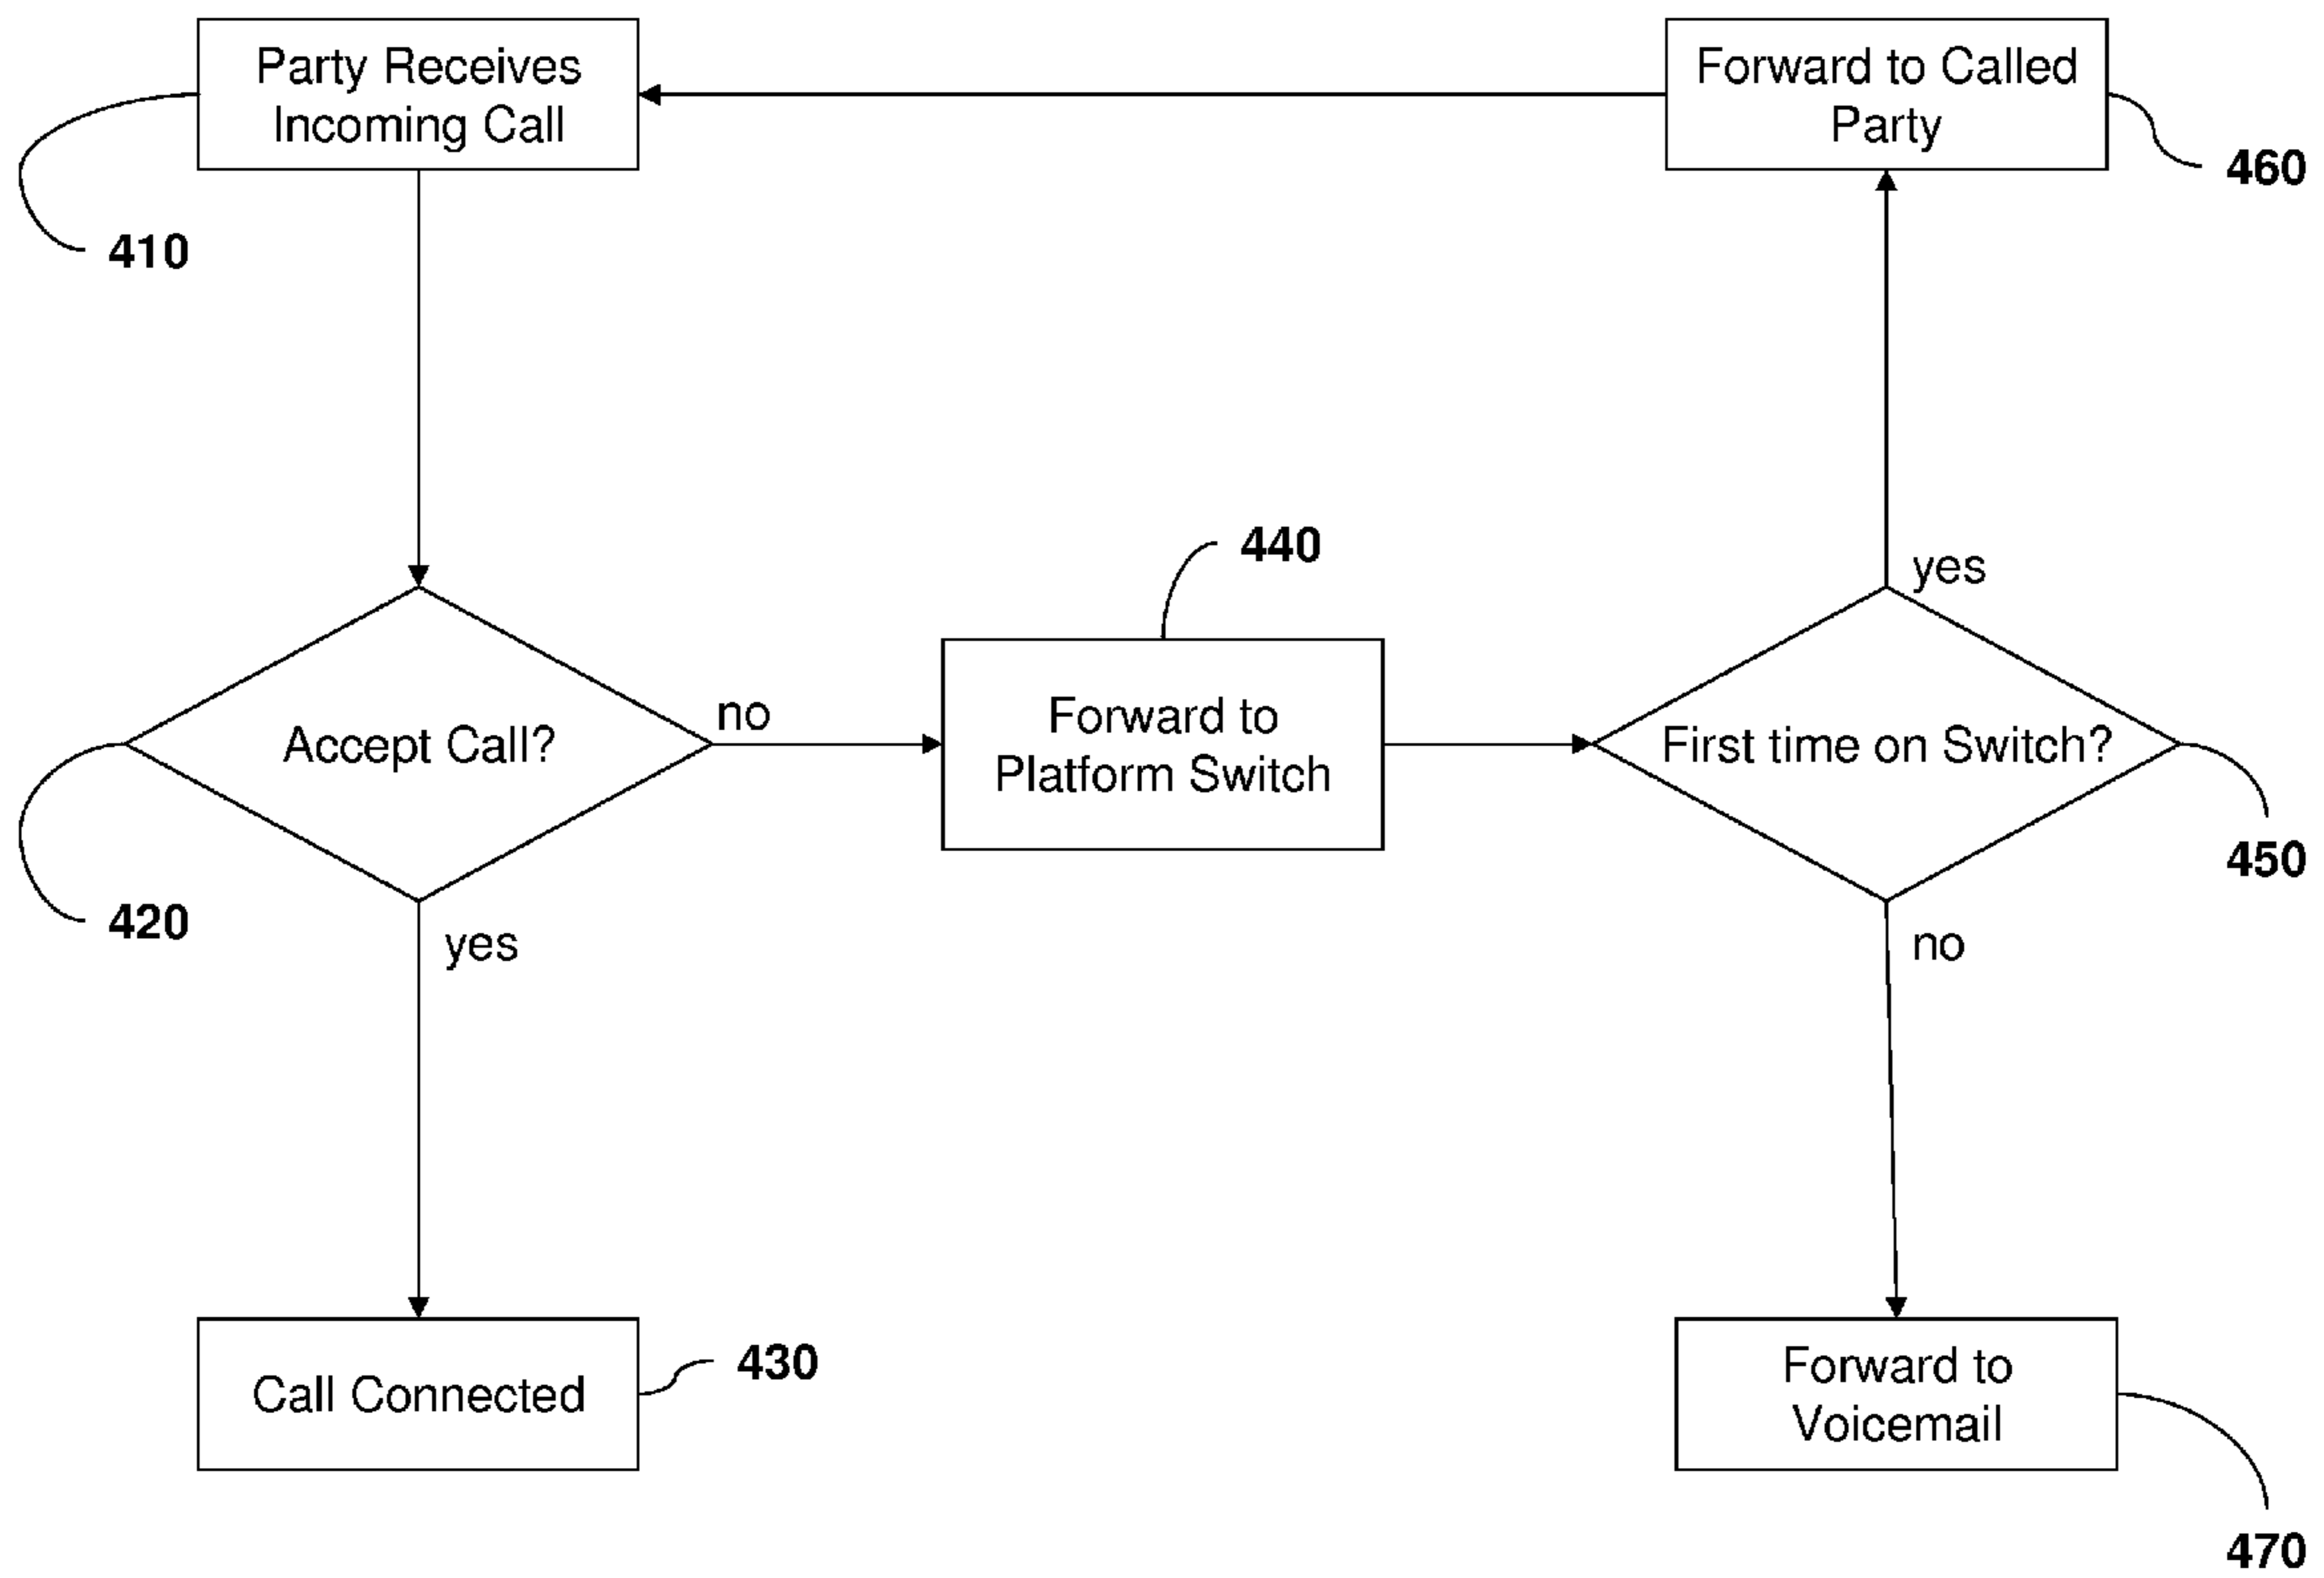 Party Receives
Incoming Call
410
Forward to Called
Party
460
440
yes
Accept Call?
no
Forward to
Platform Switch
First time on Switch?
450
420
yes
no
Call Connected
430
Forward to
Voicemail
470